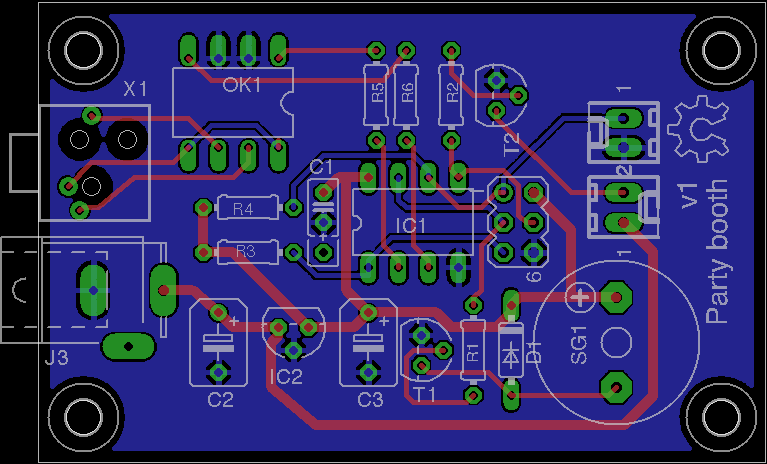 X1
OK1
R5
R6
R2
T2
1
2
C1
R4
IC1
R3
6
1
v1
Party booth
J3
C2
+
IC2
C3
+
T1
R1
D1
+
SG1